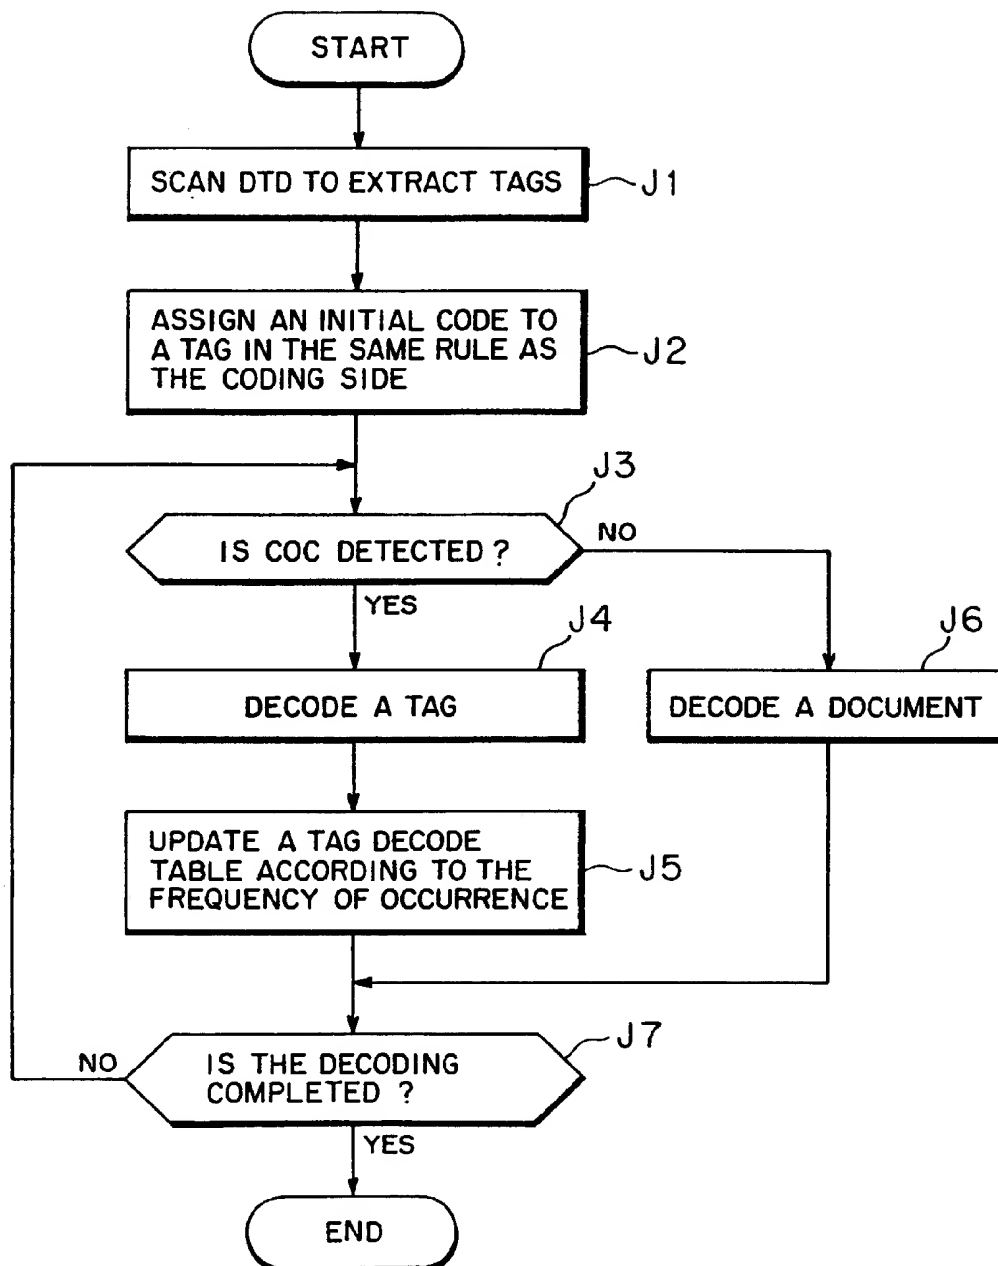 START
SCAN DTD TO EXTRACT TAGS
J1
ASSIGN AN INITIAL CODE TO
A TAG IN THE SAME RULE AS
THE CODING SIDE
J2
J3
IS COC DETECTED ?
NO
YES
J4
J6
DECODE A TAG
DECODE A DOCUMENT
UPDATE A TAG DECODE
TABLE ACCORDING TO THE
FREQUENCY OF OCCURRENCE
J5
J7
NO
IS THE DECODING
COMPLETED ?
YES
END